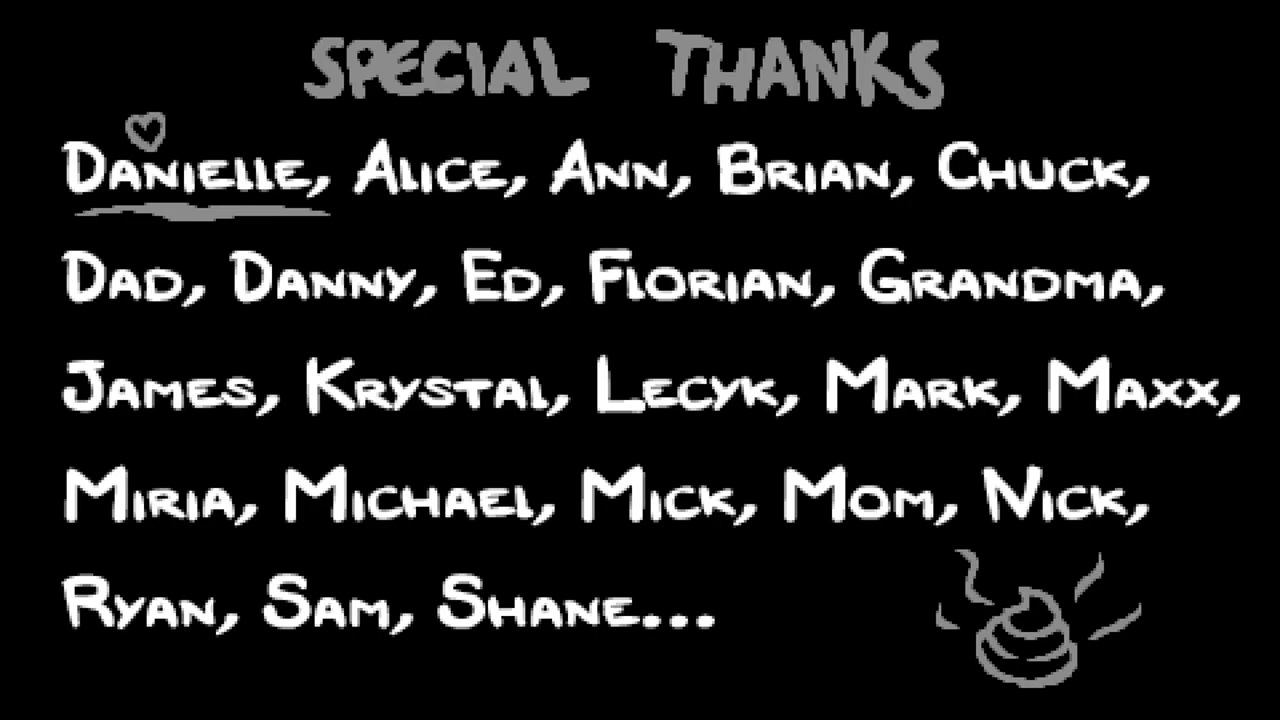 SPECIAL THANKS
DANIELLE, ALICE, ANN, BRIAN, CHUCK,
DAD, DANNY, ED, FLORIAN, GRANDMA,
JAMES, KRYSTAL, LECYK, MARK, MAXX,
MIRIA, MICHAEL, MICK, MOM, NICK,
RYAN, SAM, SHANE...